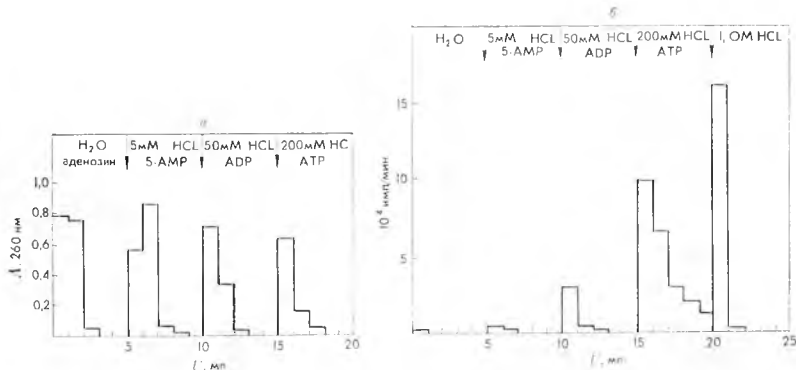 а
H₂O 5мМ HCL 50мМ HCL 200мМ HC
аденозин 5-AMP ADP ATP
1,0
0,8
0,6
0,4
0,2
A, 260 нм
5 10 15 20
V, мл
б
H₂O 5мМ HCL 50мМ HCL 200мМ HCL 1,0M HCL
5-AMP ADP ATP
15
10
5
10⁻⁴ имп/мин
5 10 15 20 25
V, мл